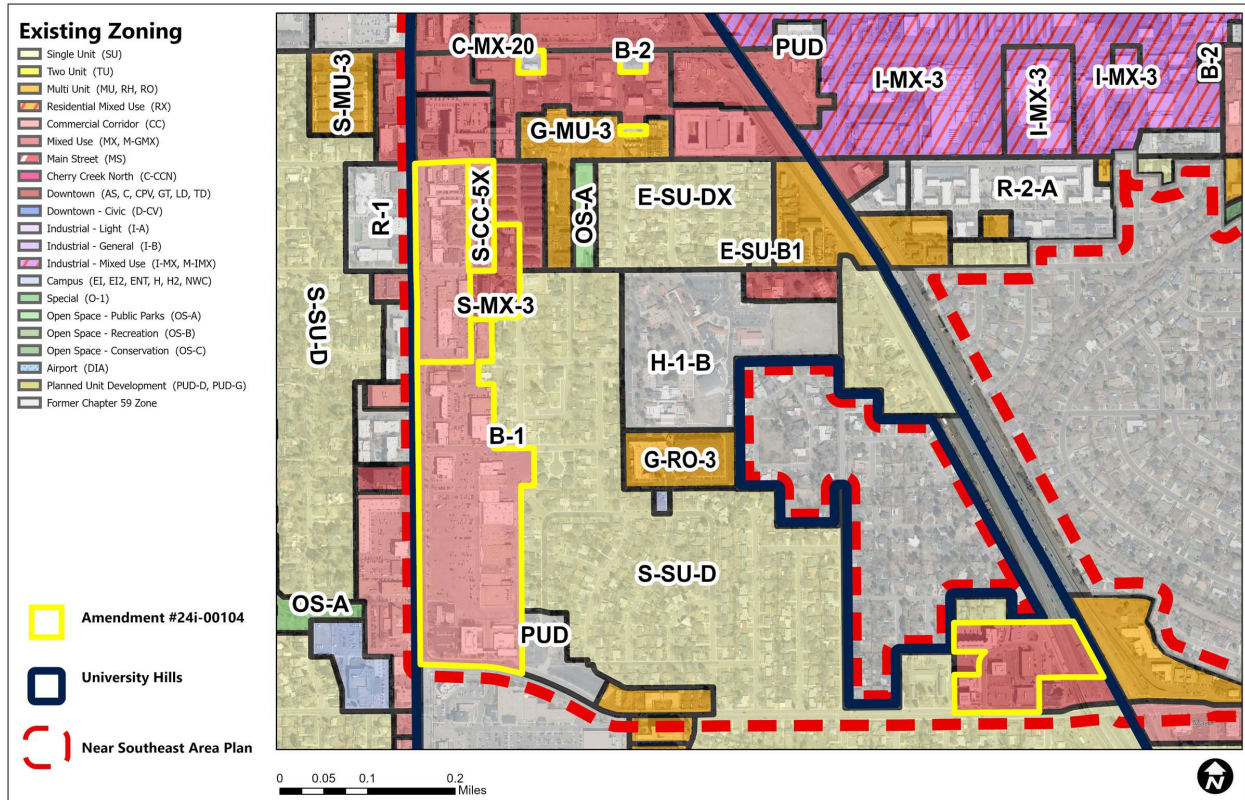 Existing Zoning
Single Unit (SU)
Two Unit (TU)
Multi Unit (MU, RH, RO)
Residential Mixed Use (RX)
Commercial Corridor (CC)
Mixed Use (MX, M-GMX)
Main Street (MS)
Cherry Creek North (C-CCN)
Downtown (AS, C, CPV, GT, LD, TD)
Downtown - Civic (D-CV)
Industrial - Light (I-A)
Industrial - General (I-B)
Industrial - Mixed Use (I-MX, M-IMX)
Campus (EI, EI2, ENT, H, H2, NWC)
Special (O-1)
Open Space - Public Parks (OS-A)
Open Space - Recreation (OS-B)
Open Space - Conservation (OS-C)
Airport (DIA)
Planned Unit Development (PUD-D, PUD-G)
Former Chapter 59 Zone
Amendment #24i-00104
University Hills
Near Southeast Area Plan
C-MX-20
B-2
PUD
B-2
S-MU-3
I-MX-3
I-MX-3
I-MX-3
G-MU-3
R-1
S-CC-5X
OS-A
E-SU-DX
R-2-A
E-SU-B1
S-MX-3
S-SU-D
H-1-B
B-1
G-RO-3
S-SU-D
OS-A
PUD
0 0.05 0.1 0.2
Miles
N